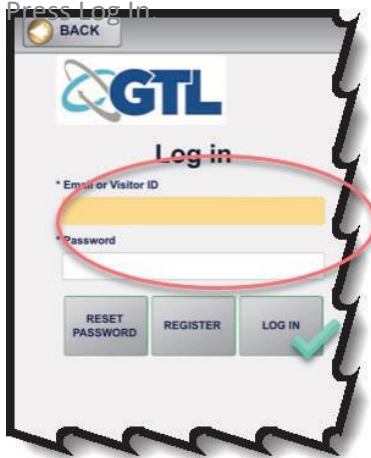 Press Log In.
BACK
GTL
Log in
* Email or Visitor ID
* Password
RESET PASSWORD
REGISTER
LOG IN